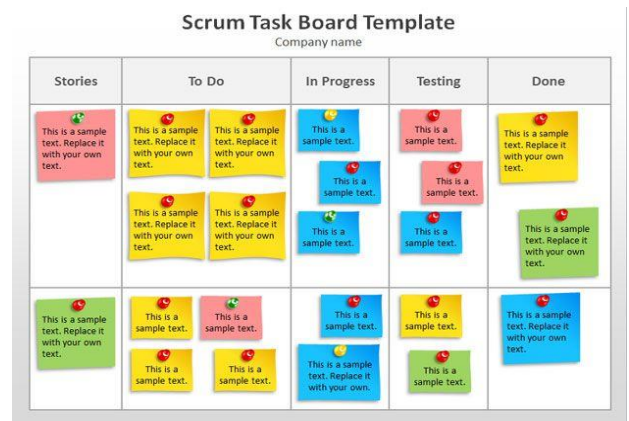 Scrum Task Board Template
Company name
Stories
To Do
In Progress
Testing
Done
This is a sample
text. Replace it
with your own
text.
This is a sample
text. Replace it
with your own
text.
This is a sample
text. Replace it
with your own
text.
This is a sample
text. Replace it
with your own
text.
This is a sample
text. Replace it
with your own
text.
This is a
sample text.
This is a
sample text.
This is a
sample text.
This is a
sample text.
This is a
sample text.
This is a
sample text.
This is a sample
text. Replace it
with your own
text.
This is a sample
text. Replace it
with your own
text.
This is a sample
text. Replace it
with your own
text.
This is a
sample text.
This is a
sample text.
This is a
sample text.
This is a
sample text.
This is a
sample text.
This is a
sample text. Replace it
with your own.
This is a
sample text.
This is a
sample text.
This is a sample
text. Replace it
with your own
text.